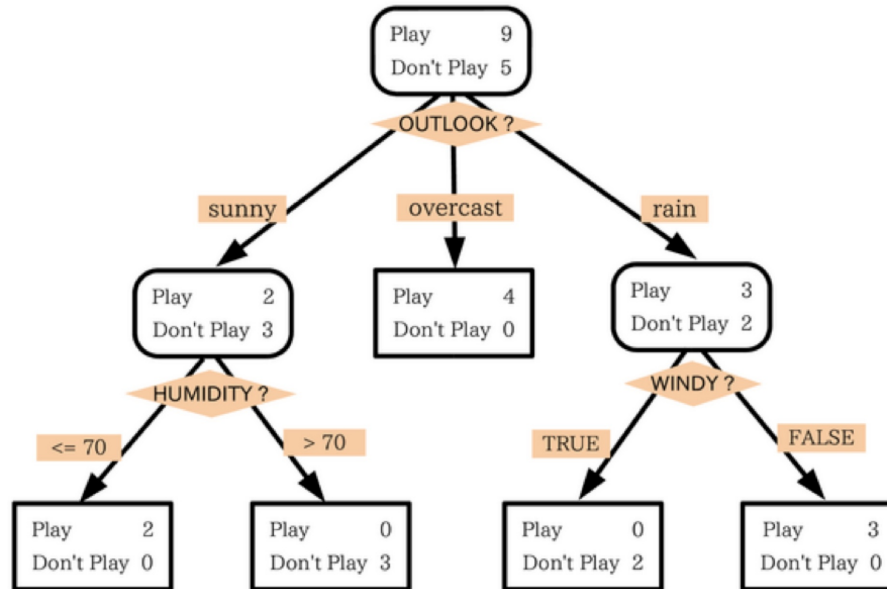 Play 9
Don't Play 5
OUTLOOK ?
sunny
overcast
rain
Play 2
Don't Play 3
Play 4
Don't Play 0
Play 3
Don't Play 2
HUMIDITY ?
WINDY ?
<= 70
> 70
TRUE
FALSE
Play 2
Don't Play 0
Play 0
Don't Play 3
Play 0
Don't Play 2
Play 3
Don't Play 0